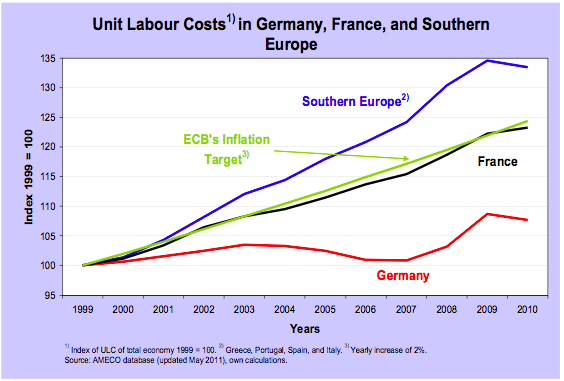 Unit Labour Costs1) in Germany, France, and Southern
Europe
135
130
125
120
115
110
105
100
95
Index 1999 = 100
Southern Europe2)
ECB's Inflation
Target3)
France
Germany
1999 2000 2001 2002 2003 2004 2005 2006 2007 2008 2009 2010
Years
1) Index of ULC of total economy 1999 = 100. 2) Greece, Portugal, Spain, and Italy. 3) Yearly increase of 2%.
Source: AMECO database (updated May 2011), own calculations.